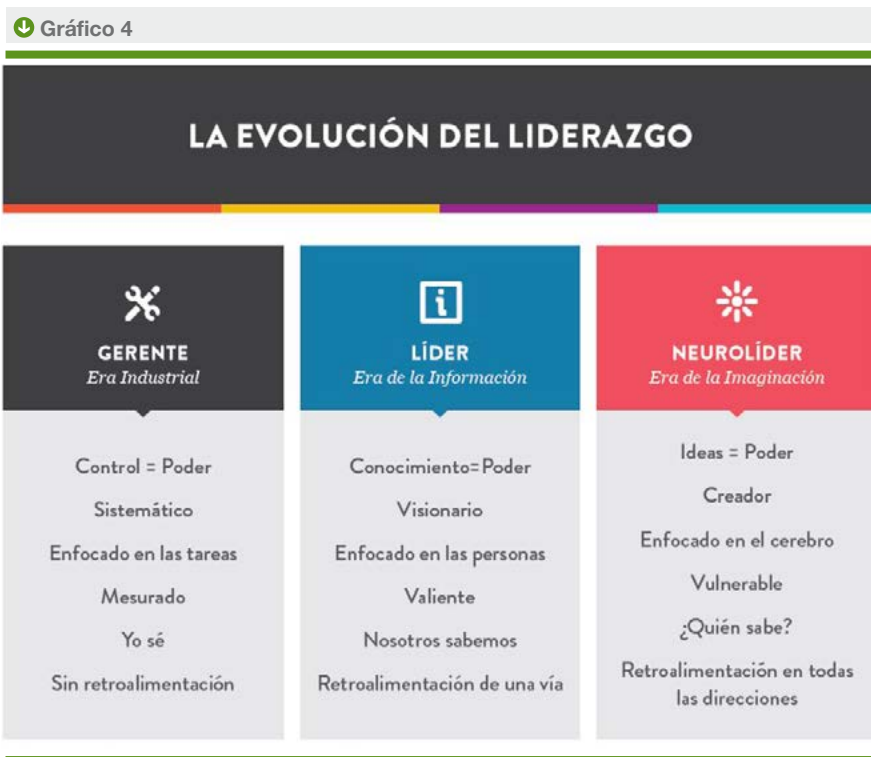 Gráfico 4
LA EVOLUCIÓN DEL LIDERAZGO
GERENTE
Era Industrial
Control = Poder
Sistemático
Enfocado en las tareas
Mesurado
Yo sé
Sin retroalimentación
LÍDER
Era de la Información
Conocimiento=Poder
Visionario
Enfocado en las personas
Valiente
Nosotros sabemos
Retroalimentación de una vía
NEUROLÍDER
Era de la Imaginación
Ideas = Poder
Creador
Enfocado en el cerebro
Vulnerable
¿Quién sabe?
Retroalimentación en todas
las direcciones